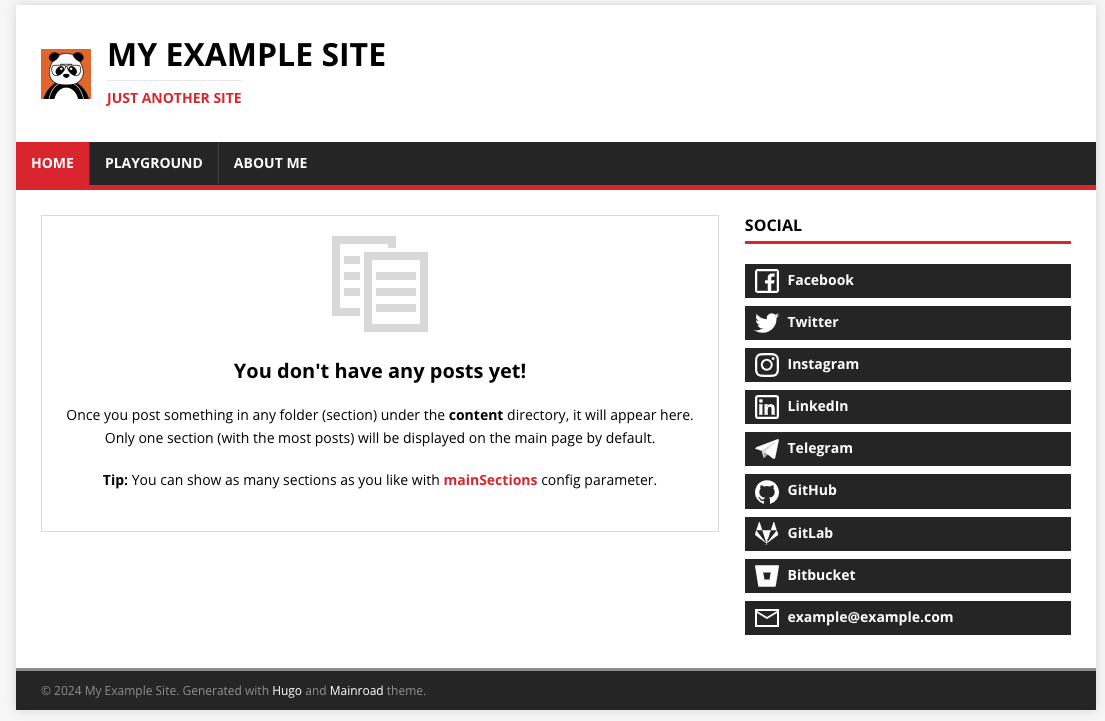 MY EXAMPLE SITE
JUST ANOTHER SITE
HOME PLAYGROUND ABOUT ME
You don't have any posts yet!
Once you post something in any folder (section) under the content directory, it will appear here.
Only one section (with the most posts) will be displayed on the main page by default.
Tip: You can show as many sections as you like with mainSections config parameter.
SOCIAL
Facebook
Twitter
Instagram
LinkedIn
Telegram
GitHub
GitLab
Bitbucket
example@example.com
© 2024 My Example Site. Generated with Hugo and Mainroad theme.